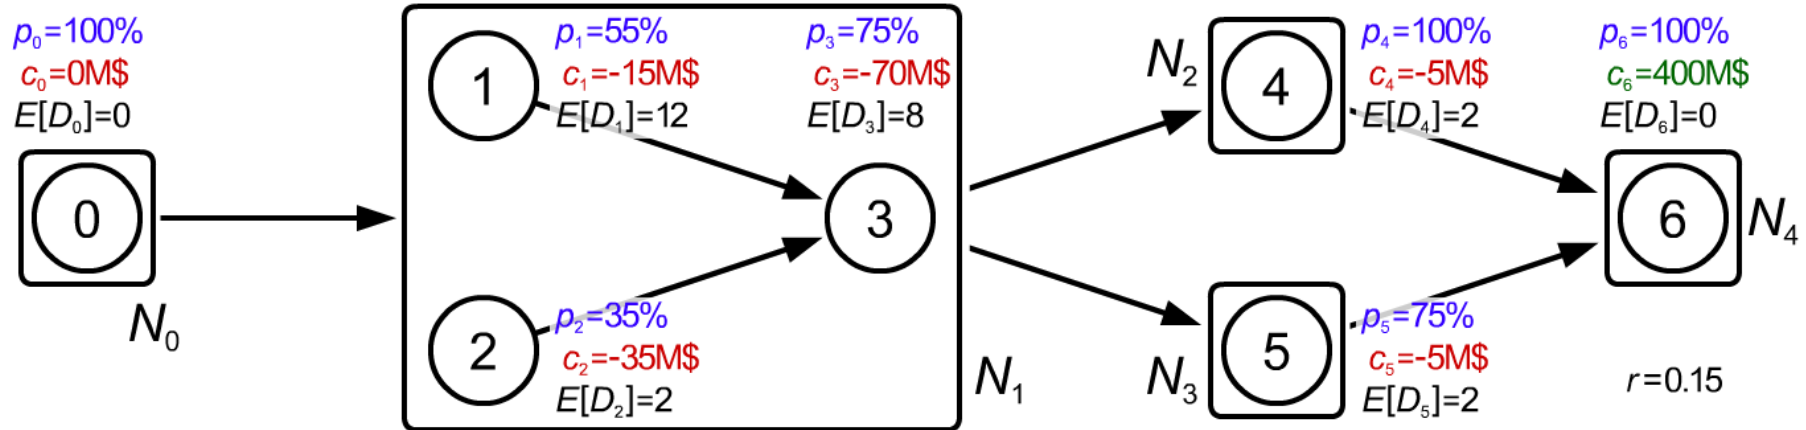 p₀=100%
c₀=0M$
E[D₀]=0
0
N₀
1
p₁=55%
c₁=-15M$
E[D₁]=12
2
p₂=35%
c₂=-35M$
E[D₂]=2
p₃=75%
c₃=-70M$
E[D₃]=8
3
N₁
N₂
4
p₄=100%
c₄=-5M$
E[D₄]=2
N₃
5
p₅=75%
c₅=-5M$
E[D₅]=2
p₆=100%
c₆=400M$
E[D₆]=0
6
N₄
r=0.15